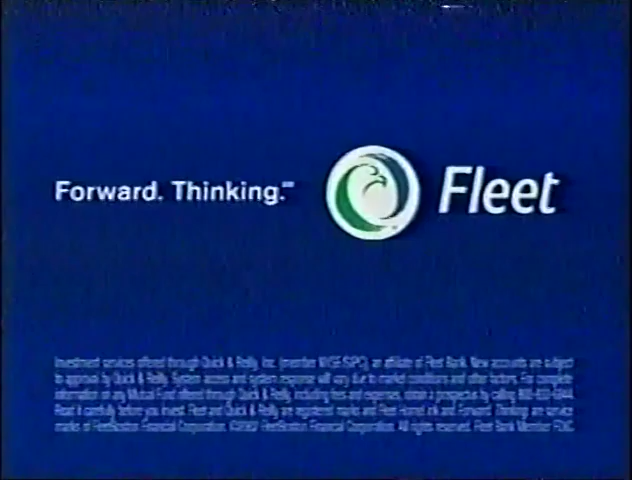 Forward. Thinking.℠
Fleet
Investment services offered through Quick & Reilly, Inc. (member NYSE/SIPC), an affiliate of Fleet Bank. New accounts are subject
to approval by Quick & Reilly. System access and system response will vary due to market conditions and other factors. For complete
information on any Mutual Fund offered through Quick & Reilly, including fees and expenses, obtain a prospectus by calling
Read it carefully before you invest. Fleet and Quick & Reilly are registered marks and Fleet HomeLink and Forward. Thinking. are service
marks of FleetBoston Financial Corporation. FleetBoston Financial Corporation. All rights reserved. Fleet Bank Member FDIC.